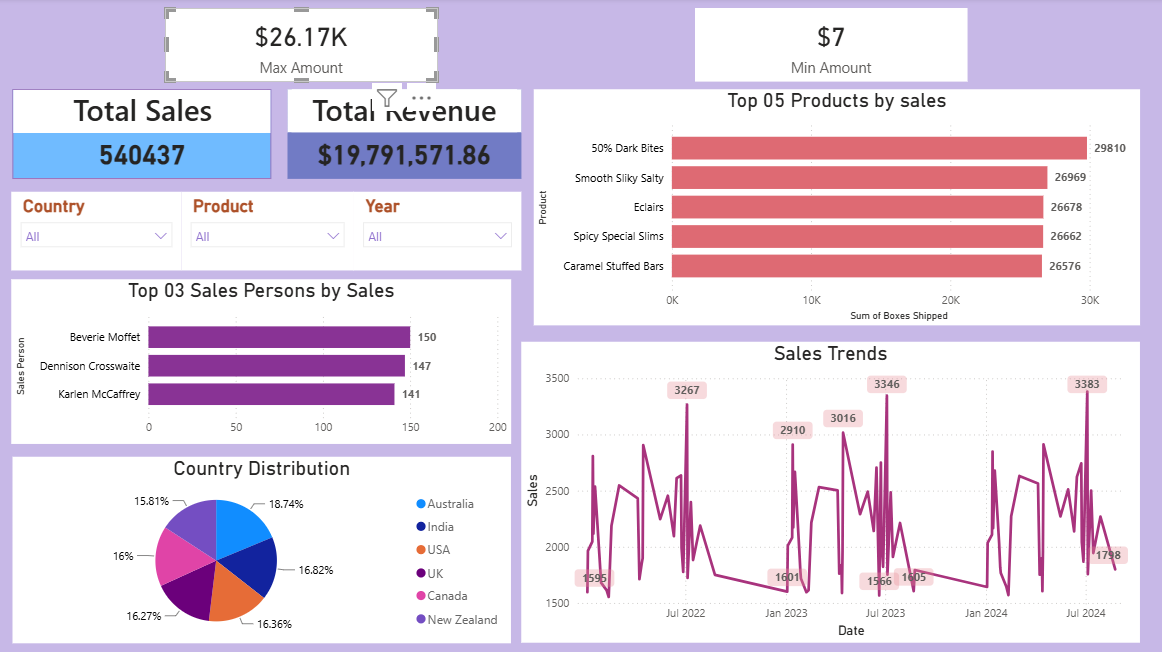 $26.17K
Max Amount
$7
Min Amount
Total Sales
540437
Total Revenue
$19,791,571.86
Country
All
Product
All
Year
All
Top 05 Products by sales
Product
50% Dark Bites
29810
Smooth Sliky Salty
26969
Eclairs
26678
Spicy Special Slims
26662
Caramel Stuffed Bars
26576
0K 10K 20K 30K
Sum of Boxes Shipped
Top 03 Sales Persons by Sales
Sales Person
Beverie Moffet
150
Dennison Crosswaite
147
Karlen McCaffrey
141
0 50 100 150 200
Country Distribution
18.74%
16.82%
16.36%
16.27%
16%
15.81%
Australia
India
USA
UK
Canada
New Zealand
Sales Trends
Sales
3500
3000
2500
2000
1500
1595
3267
2910
1601
3016
3346
1566
1605
3383
1798
Jul 2022 Jan 2023 Jul 2023 Jan 2024 Jul 2024
Date